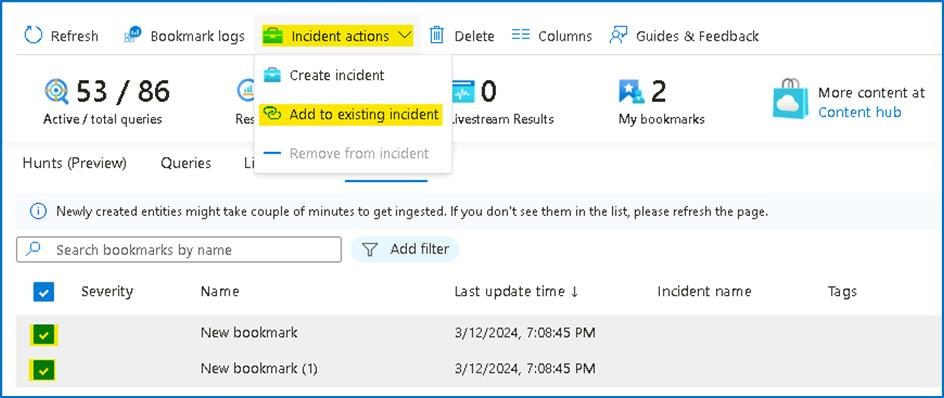 Refresh Bookmark logs Incident actions Delete Columns Guides & Feedback
Create incident
Add to existing incident
Remove from incident
53 / 86
Active / total queries
Res
0
Livestream Results
2
My bookmarks
More content at
Content hub
Hunts (Preview) Queries Li
Newly created entities might take couple of minutes to get ingested. If you don't see them in the list, please refresh the page.
Search bookmarks by name Add filter
Severity Name Last update time ↓ Incident name Tags
New bookmark 3/12/2024, 7:08:45 PM
New bookmark (1) 3/12/2024, 7:08:45 PM